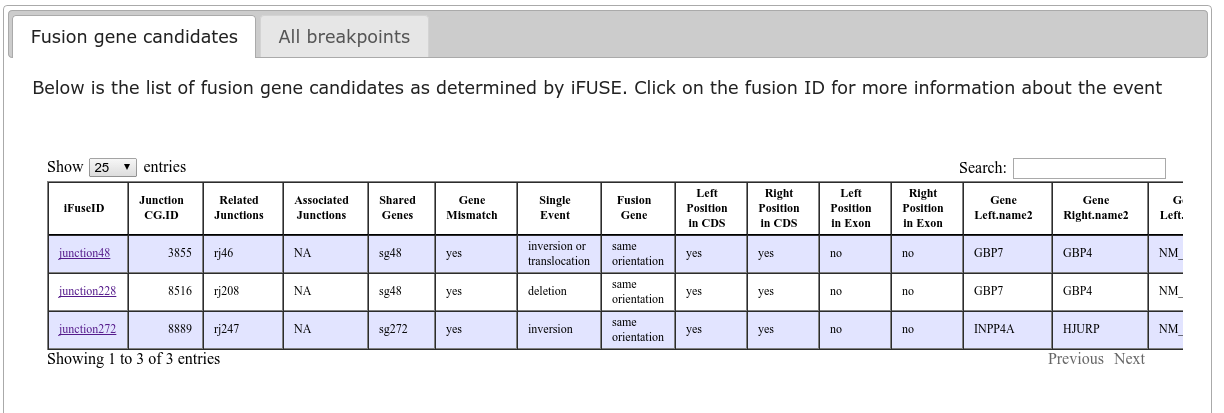 Fusion gene candidates All breakpoints
Below is the list of fusion gene candidates as determined by iFUSE. Click on the fusion ID for more information about the event
Show 25 entries Search:
iFuseID Junction CG.ID Related Junctions Associated Junctions Shared Genes Gene Mismatch Single Event Fusion Gene Left Position in CDS Right Position in CDS Left Position in Exon Right Position in Exon Gene Left.name2 Gene Right.name2
junction48 3855 rj46 NA sg48 yes inversion or translocation same orientation yes yes no no GBP7 GBP4 NM_
junction228 8516 rj208 NA sg48 yes deletion same orientation yes yes no no GBP7 GBP4 NM_
junction272 8889 rj247 NA sg272 yes inversion same orientation yes yes no no INPP4A HJURP NM_
Showing 1 to 3 of 3 entries Previous Next